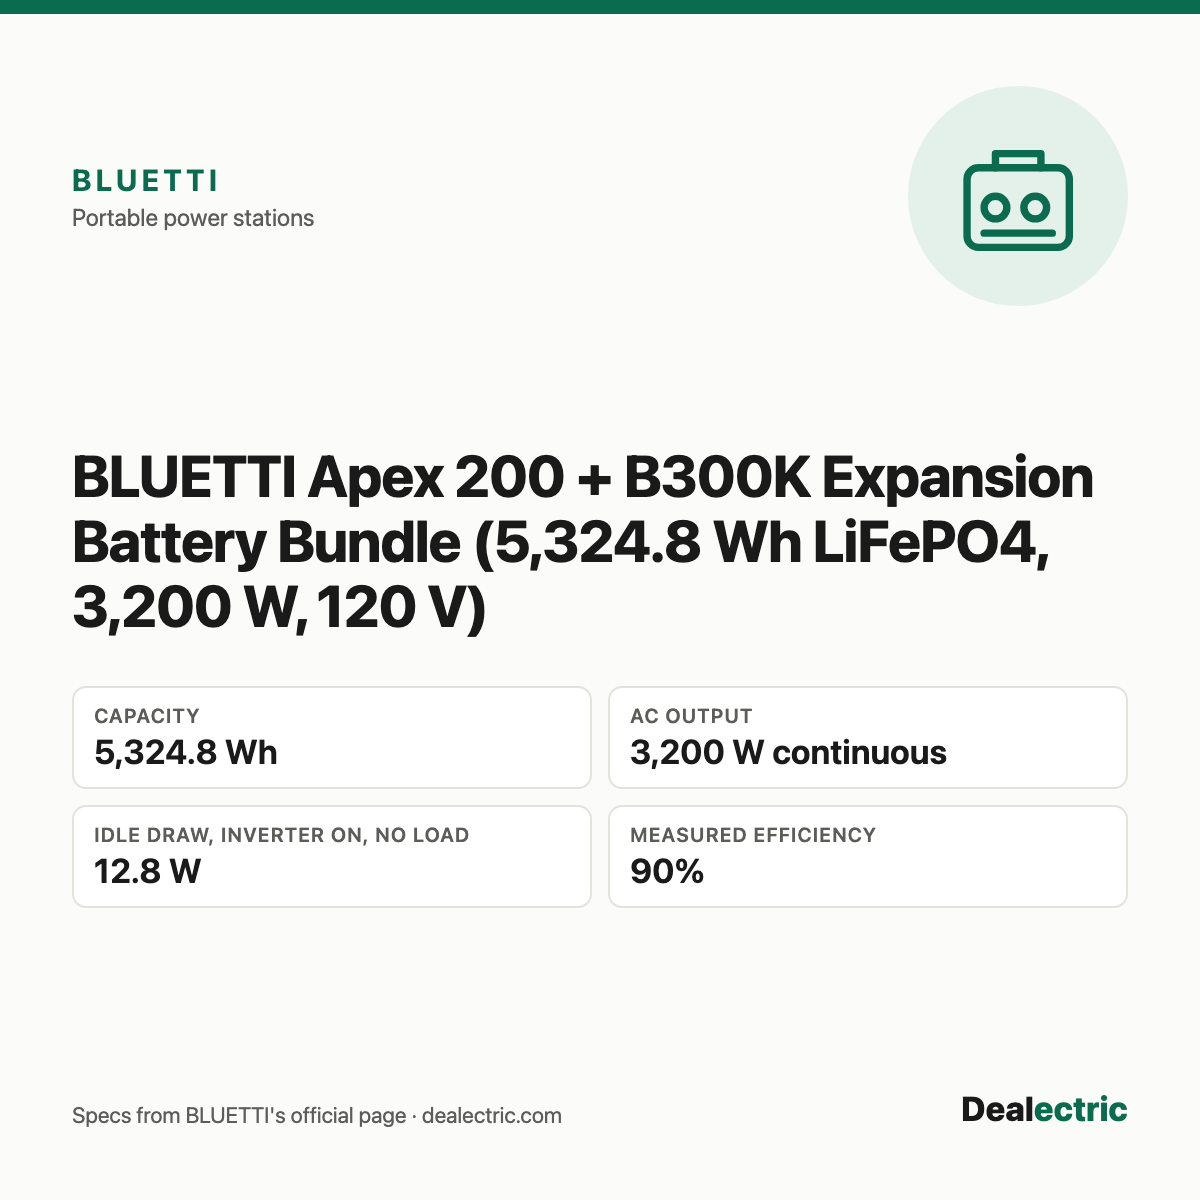 BLUETTI
Portable power stations
BLUETTI Apex 200 + B300K Expansion
Battery Bundle (5,324.8 Wh LiFePO4,
3,200 W, 120 V)
CAPACITY
5,324.8 Wh
AC OUTPUT
3,200 W continuous
IDLE DRAW, INVERTER ON, NO LOAD
12.8 W
MEASURED EFFICIENCY
90%
Specs from BLUETTI's official page · dealectric.com
Dealectric